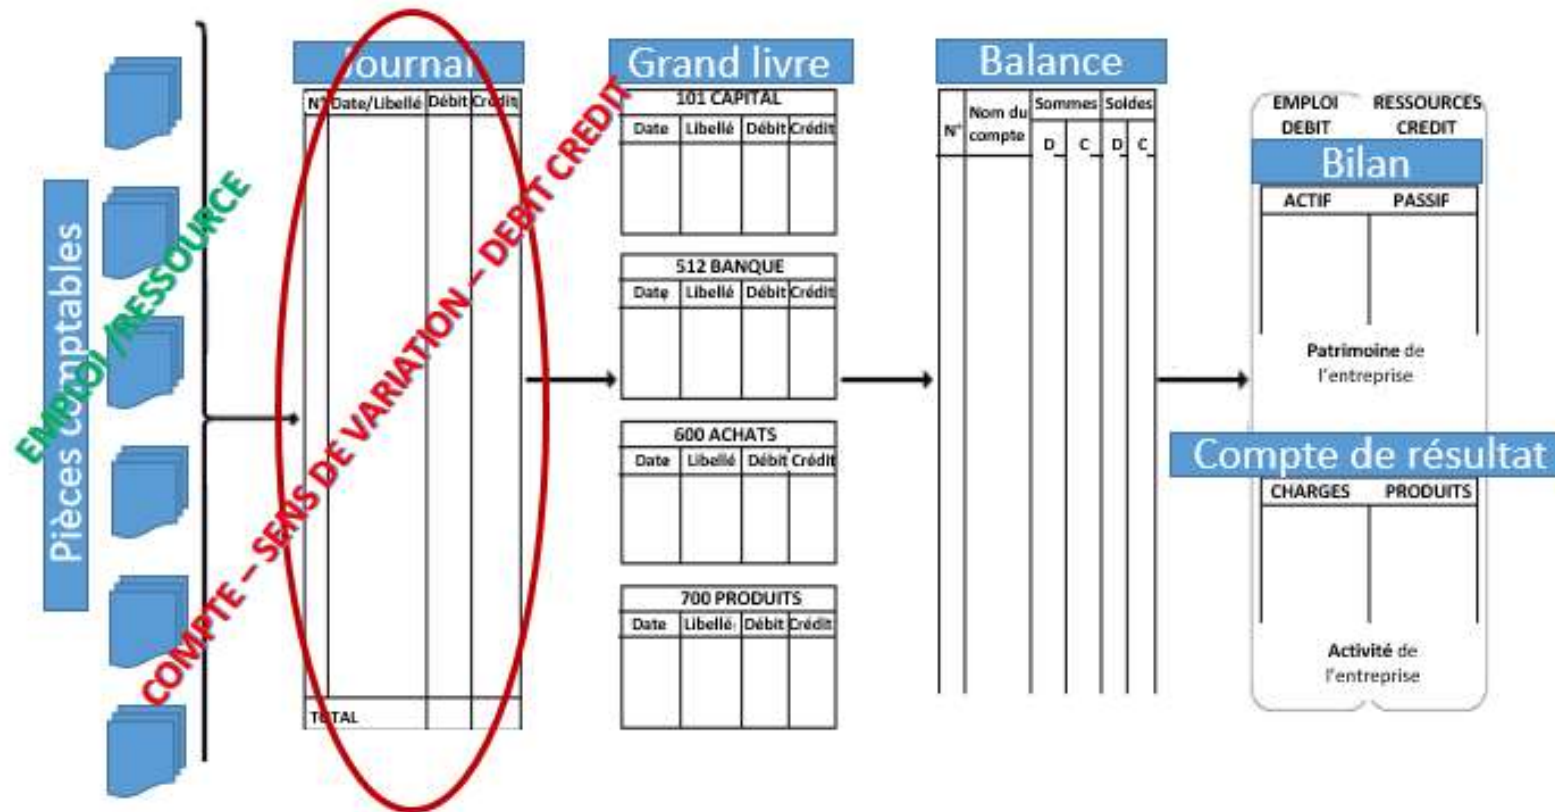 Pièces comptables
EMPLOI /RESSOURCE
COMPTE – SENS DE VARIATION – DEBIT CREDIT
Journal
N° Date/Libellé Débit Crédit
TOTAL
Grand livre
101 CAPITAL
Date Libellé Débit Crédit
512 BANQUE
Date Libellé Débit Crédit
600 ACHATS
Date Libellé Débit Crédit
700 PRODUITS
Date Libellé Débit Crédit
Balance
N° Nom du compte Sommes Soldes
D C D C
EMPLOI RESSOURCES
DEBIT CREDIT
Bilan
ACTIF PASSIF
Patrimoine de
l'entreprise
Compte de résultat
CHARGES PRODUITS
Activité de
l'entreprise